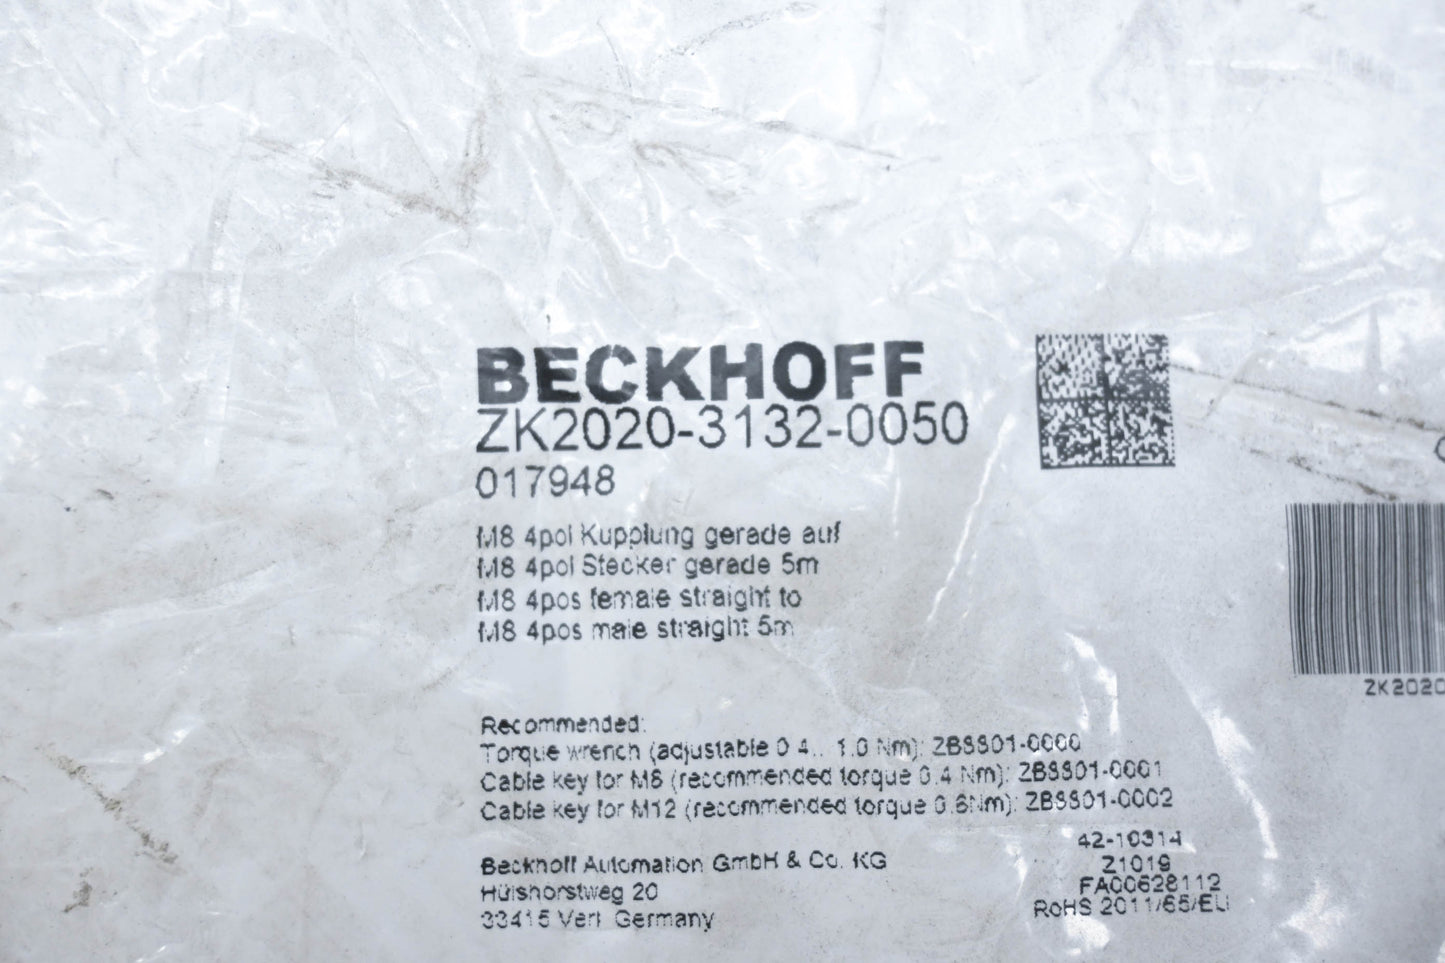 BECKHOFF
ZK2020-3132-0050
017948
M8 4pol Kupplung gerade auf
M8 4pol Stecker gerade 5m
M8 4pos female straight to
M8 4pos male straight 5m
ZK2020
Recommended:
Torque wrench (adjustable 0.4.. 1.0 Nm): ZB8801-0000
Cable key for M8 (recommended torque 0.4 Nm): ZB8801-0001
Cable key for M12 (recommended torque 0.6Nm): ZB8801-0002
42-10314
Z1019
FA00628112
RoHS 2011/65/EU
Beckhoff Automation GmbH & Co. KG
Hülshorstweg 20
33415 Verl Germany